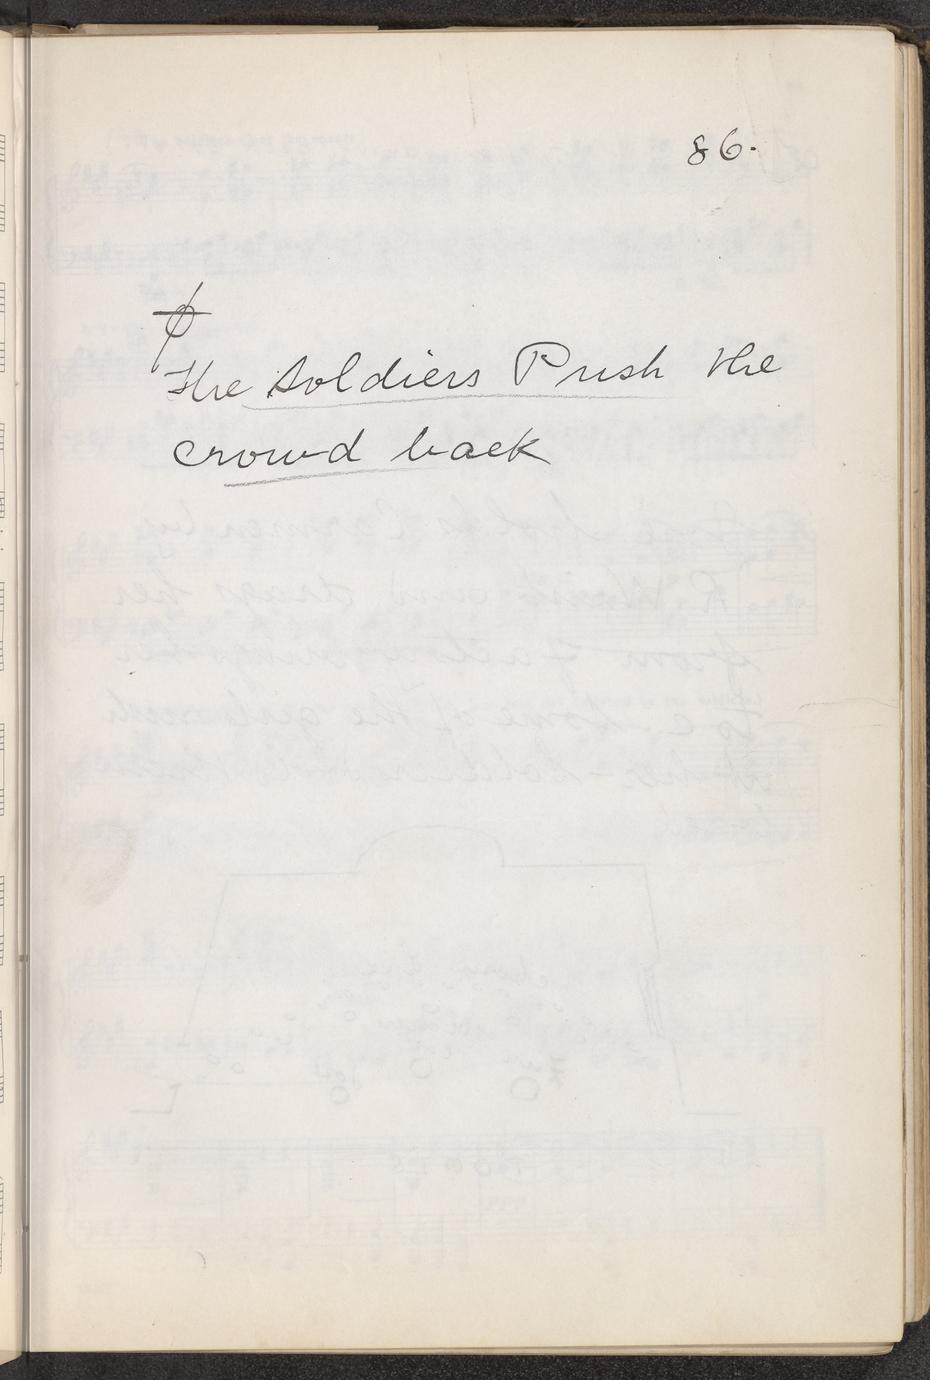 86.
The Soldiers Push the
crowd back